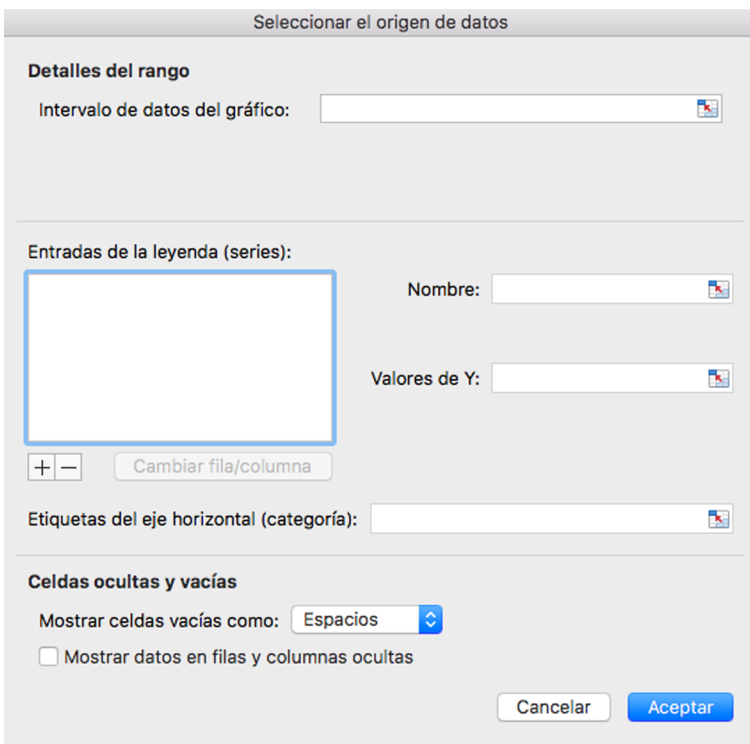 Seleccionar el origen de datos
Detalles del rango
Intervalo de datos del gráfico:
Entradas de la leyenda (series):
Nombre:
Valores de Y:
Cambiar fila/columna
Etiquetas del eje horizontal (categoría):
Celdas ocultas y vacías
Mostrar celdas vacías como: Espacios
Mostrar datos en filas y columnas ocultas
Cancelar Aceptar